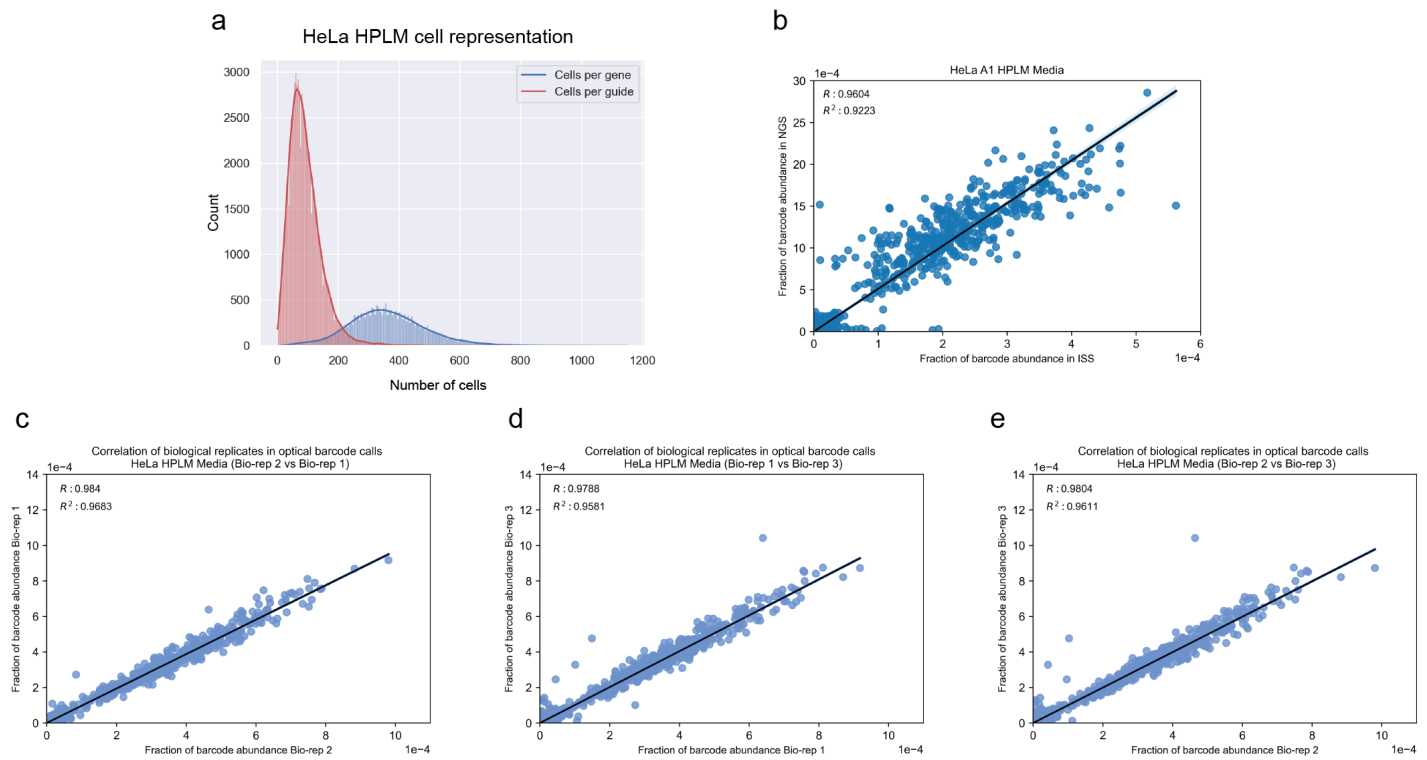 a
HeLa HPLM cell representation
Cells per gene
Cells per guide
3000
2500
2000
1500
1000
500
0
Count
0 200 400 600 800 1000 1200
Number of cells
b
HeLa A1 HPLM Media
1e−4
R : 0.9604
R² : 0.9223
30
25
20
15
10
5
0
Fraction of barcode abundance in NGS
0 1 2 3 4 5 6
Fraction of barcode abundance in ISS
1e−4
c
Correlation of biological replicates in optical barcode calls
HeLa HPLM Media (Bio-rep 2 vs Bio-rep 1)
1e−4
R : 0.984
R² : 0.9683
14
12
10
8
6
4
2
0
Fraction of barcode abundance Bio-rep 1
0 2 4 6 8 10
Fraction of barcode abundance Bio-rep 2
1e−4
d
Correlation of biological replicates in optical barcode calls
HeLa HPLM Media (Bio-rep 1 vs Bio-rep 3)
1e−4
R : 0.9788
R² : 0.9581
14
12
10
8
6
4
2
0
Fraction of barcode abundance Bio-rep 3
0 2 4 6 8 10
Fraction of barcode abundance Bio-rep 1
1e−4
e
Correlation of biological replicates in optical barcode calls
HeLa HPLM Media (Bio-rep 2 vs Bio-rep 3)
1e−4
R : 0.9804
R² : 0.9611
14
12
10
8
6
4
2
0
Fraction of barcode abundance Bio-rep 3
0 2 4 6 8 10
Fraction of barcode abundance Bio-rep 2
1e−4